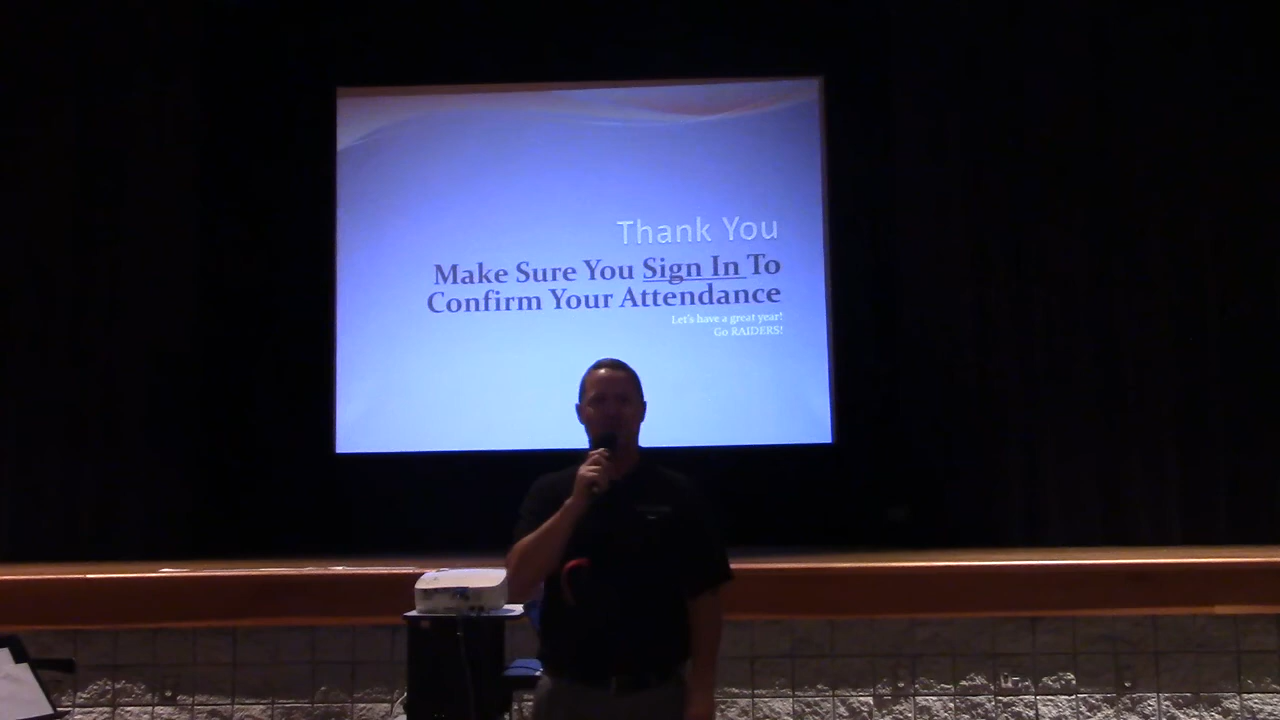 Thank You
Make Sure You Sign In To
Confirm Your Attendance
Let's have a great year!
Go RAIDERS!